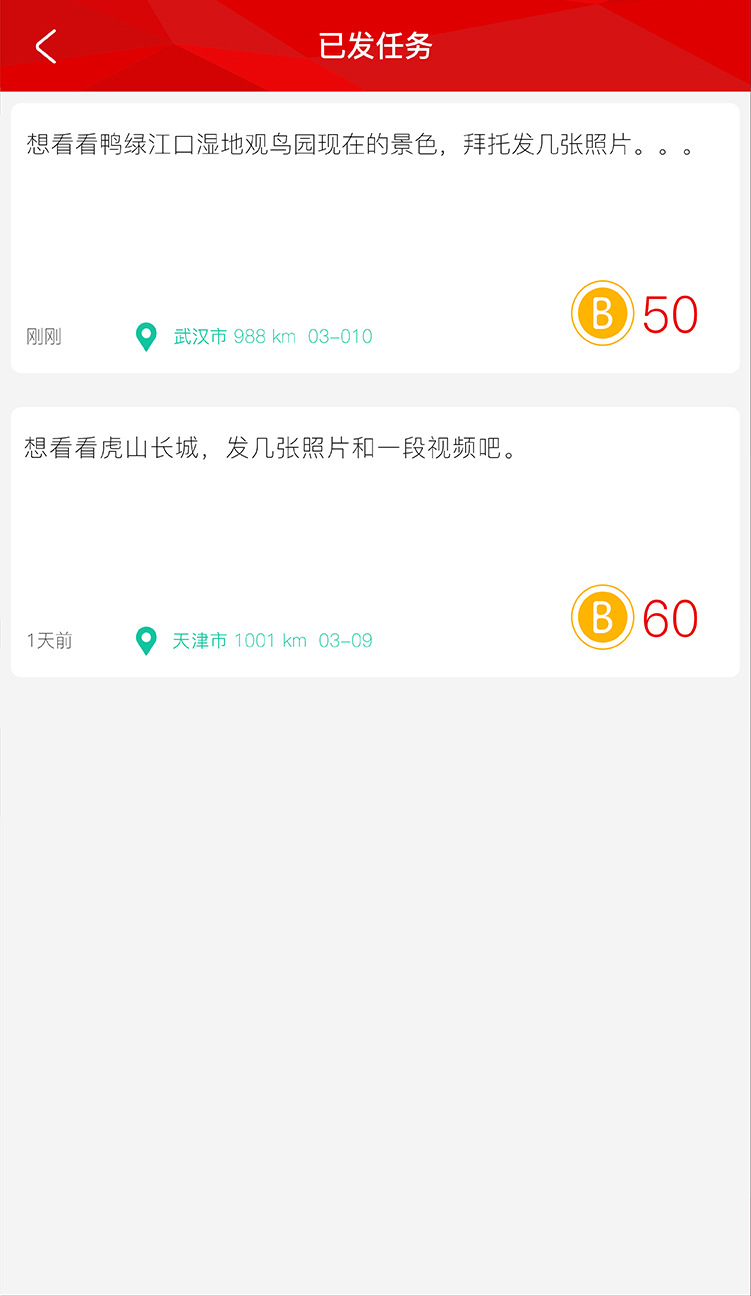 已发任务
想看看鸭绿江口湿地观鸟园现在的景色，拜托发几张照片。。。
B 50
刚刚 武汉市 988 km 03-010
想看看虎山长城，发几张照片和一段视频吧。
B 60
1天前 天津市 1001 km 03-09